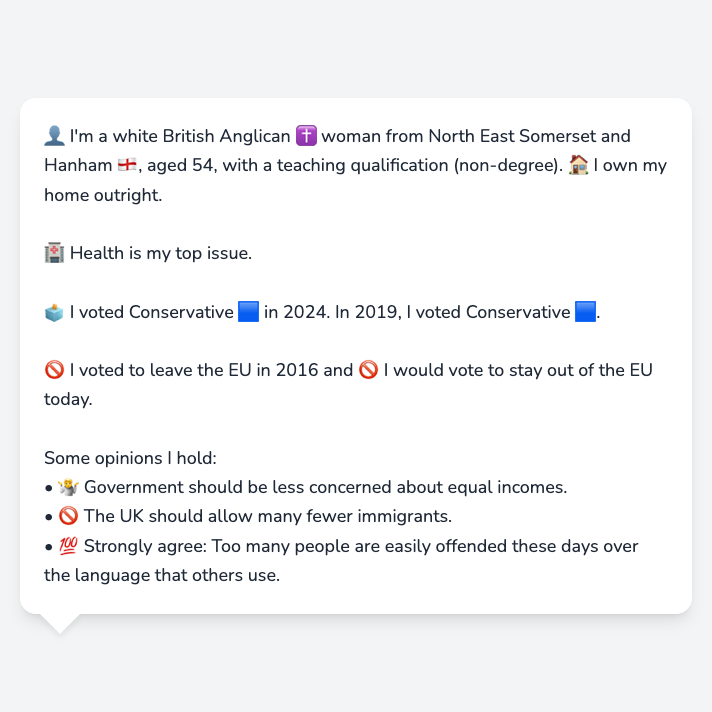 👤 I'm a white British Anglican ✝️ woman from North East Somerset and
Hanham 🏴󠁧󠁢󠁥󠁮󠁧󠁿, aged 54, with a teaching qualification (non-degree). 🏠 I own my
home outright.
🏥 Health is my top issue.
🗳️ I voted Conservative 🟦 in 2024. In 2019, I voted Conservative 🟦.
🚫 I voted to leave the EU in 2016 and 🚫 I would vote to stay out of the EU
today.
Some opinions I hold:
• 🤷 Government should be less concerned about equal incomes.
• 🚫 The UK should allow many fewer immigrants.
• 💯 Strongly agree: Too many people are easily offended these days over
the language that others use.